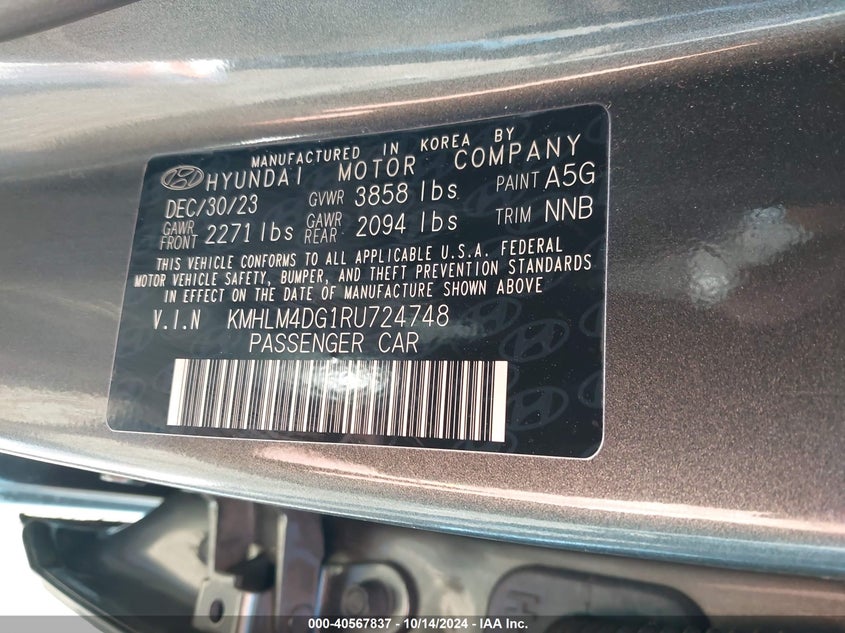 MANUFACTURED IN KOREA BY
HYUNDAI MOTOR COMPANY
DEC/30/23 GVWR 3858 lbs PAINT A5G
GAWR FRONT 2271 lbs GAWR REAR 2094 lbs TRIM NNB
THIS VEHICLE CONFORMS TO ALL APPLICABLE U.S.A. FEDERAL
MOTOR VEHICLE SAFETY, BUMPER, AND THEFT PREVENTION STANDARDS
IN EFFECT ON THE DATE OF MANUFACTURE SHOWN ABOVE
V.I.N KMHLM4DG1RU724748
PASSENGER CAR
000-40567837 - 10/14/2024 - IAA Inc.